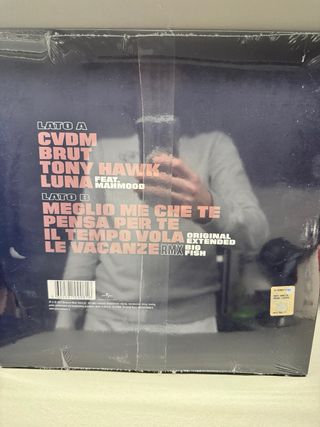 LATO A
CVDM
BRUT
TONY HAWK
LUNA FEAT. MAHMOOD
LATO B
MEGLIO ME CHE TE
PENSA PER TE
IL TEMPO VOLA ORIGINAL EXTENDED
LE VACANZE RMX BIG FISH